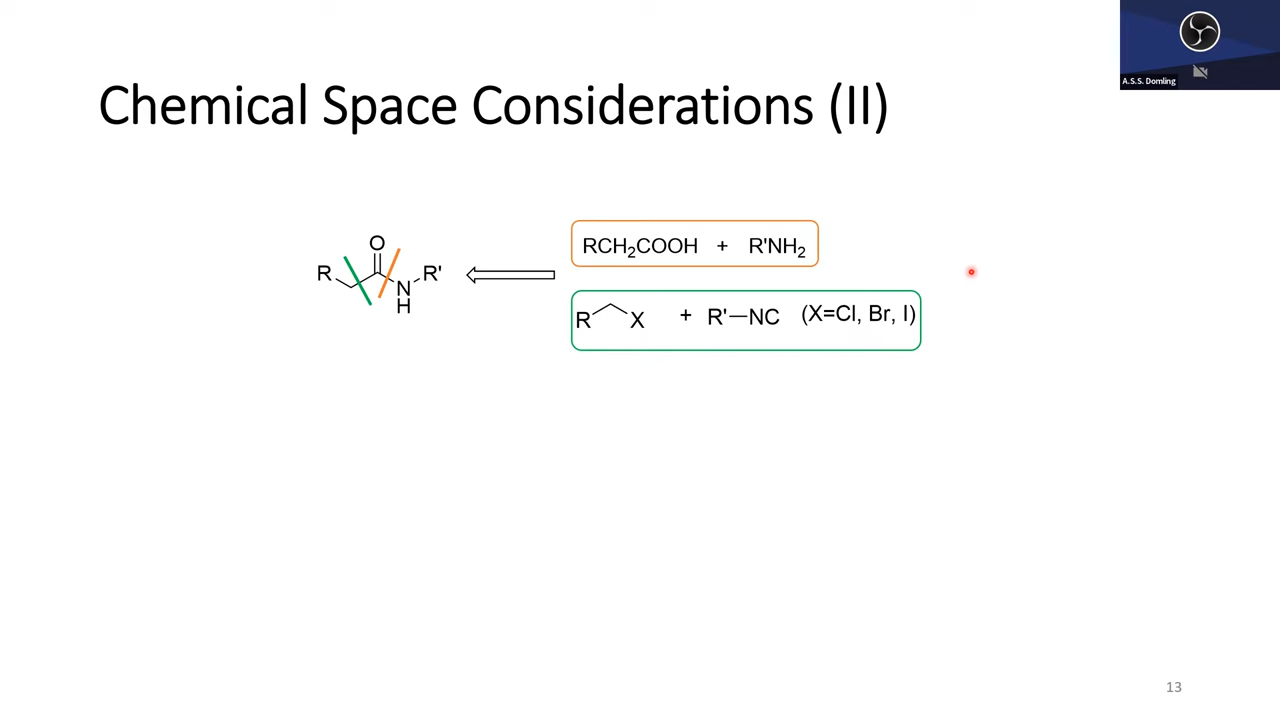 A.S.S. Domling
Chemical Space Considerations (II)
O
R
N
H
R'
RCH₂COOH + R'NH₂
R X + R'—NC (X=Cl, Br, I)
13